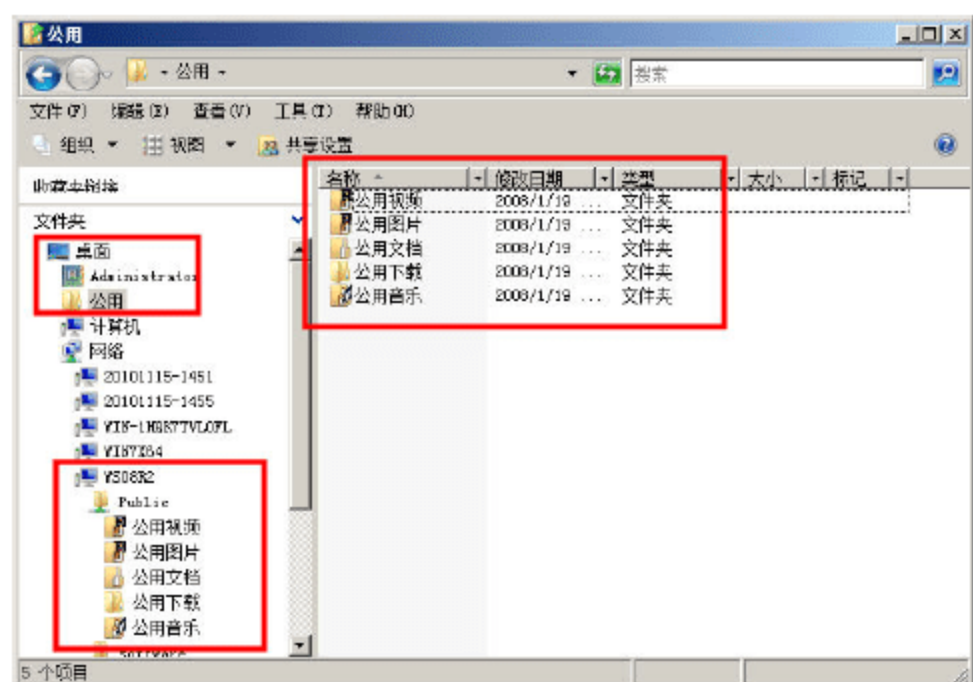 公用
公用
搜索
文件(F) 编辑(E) 查看(V) 工具(T) 帮助(H)
组织 视图 共享设置
收藏夹链接
文件夹
桌面
Administrator
公用
计算机
网络
20101115-1451
20101115-1455
WIN7X64
WS08R2
Public
公用视频
公用图片
公用文档
公用下载
公用音乐
software
名称 修改日期 类型 大小 标记
公用视频 2008/1/19 ... 文件夹
公用图片 2008/1/19 ... 文件夹
公用文档 2008/1/19 ... 文件夹
公用下载 2008/1/19 ... 文件夹
公用音乐 2008/1/19 ... 文件夹
5 个项目